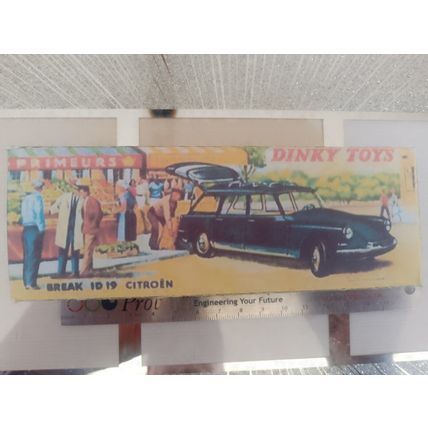 PRIMEURS
DINKY TOYS
BREAK ID 19 CITROËN
Engineering Your Future